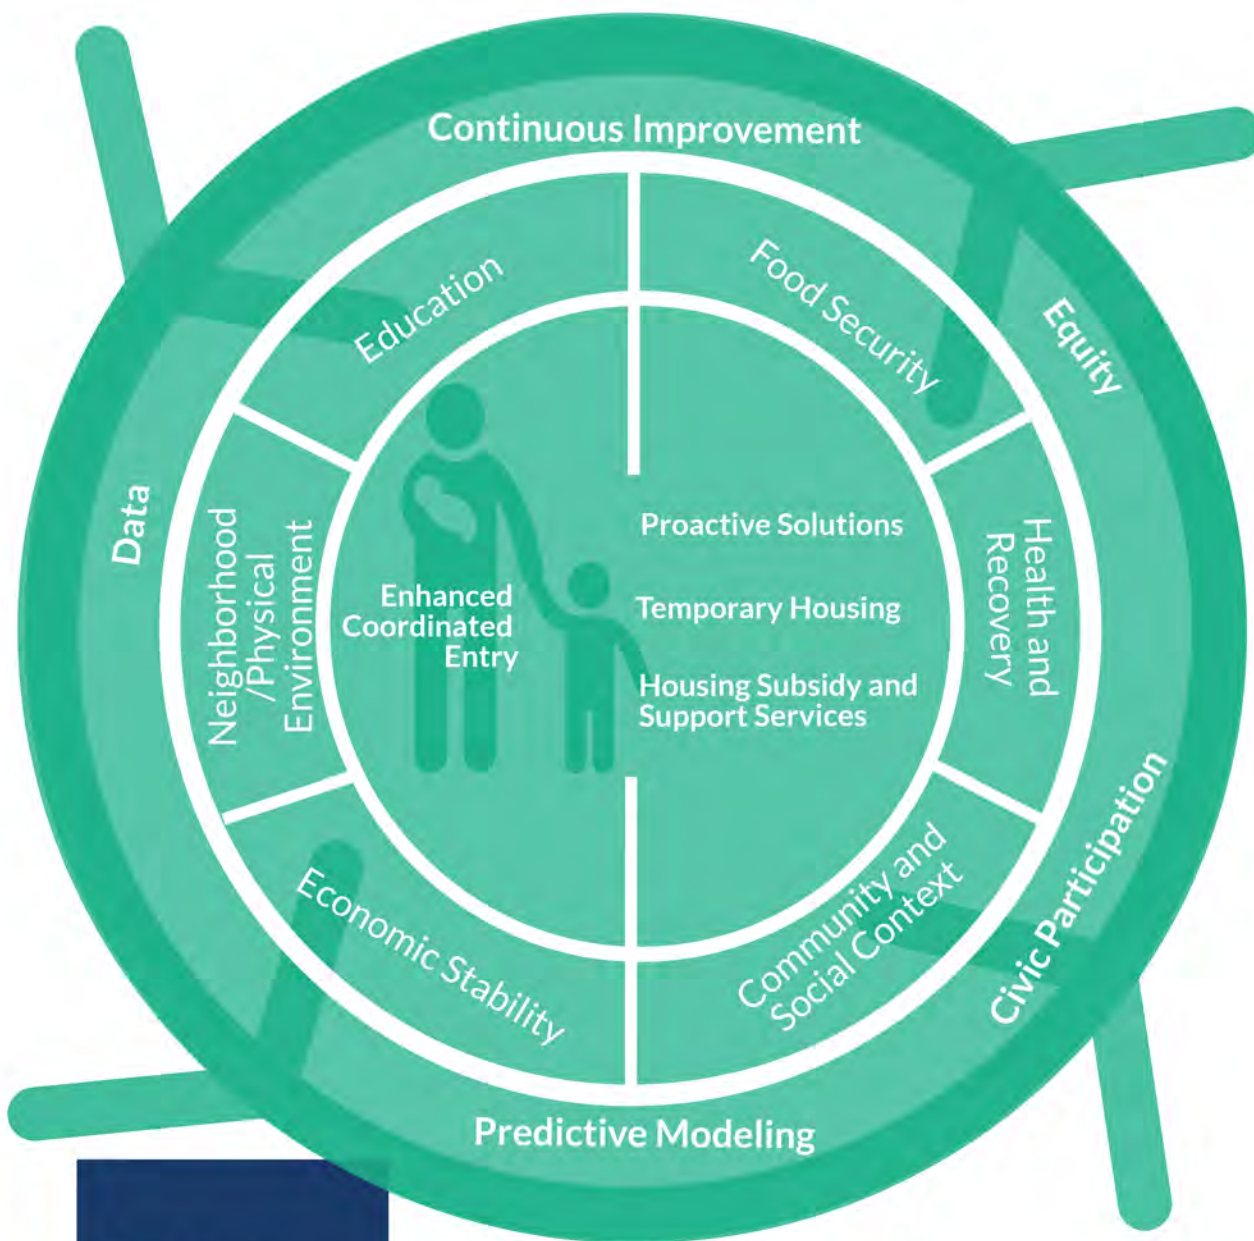 Continuous Improvement
Education
Food Security
Equity
Data
Neighborhood
/Physical
Environment
Enhanced
Coordinated
Entry
Proactive Solutions
Temporary Housing
Housing Subsidy and
Support Services
Health and
Recovery
Economic Stability
Community and
Social Context
Civic Participation
Predictive Modeling